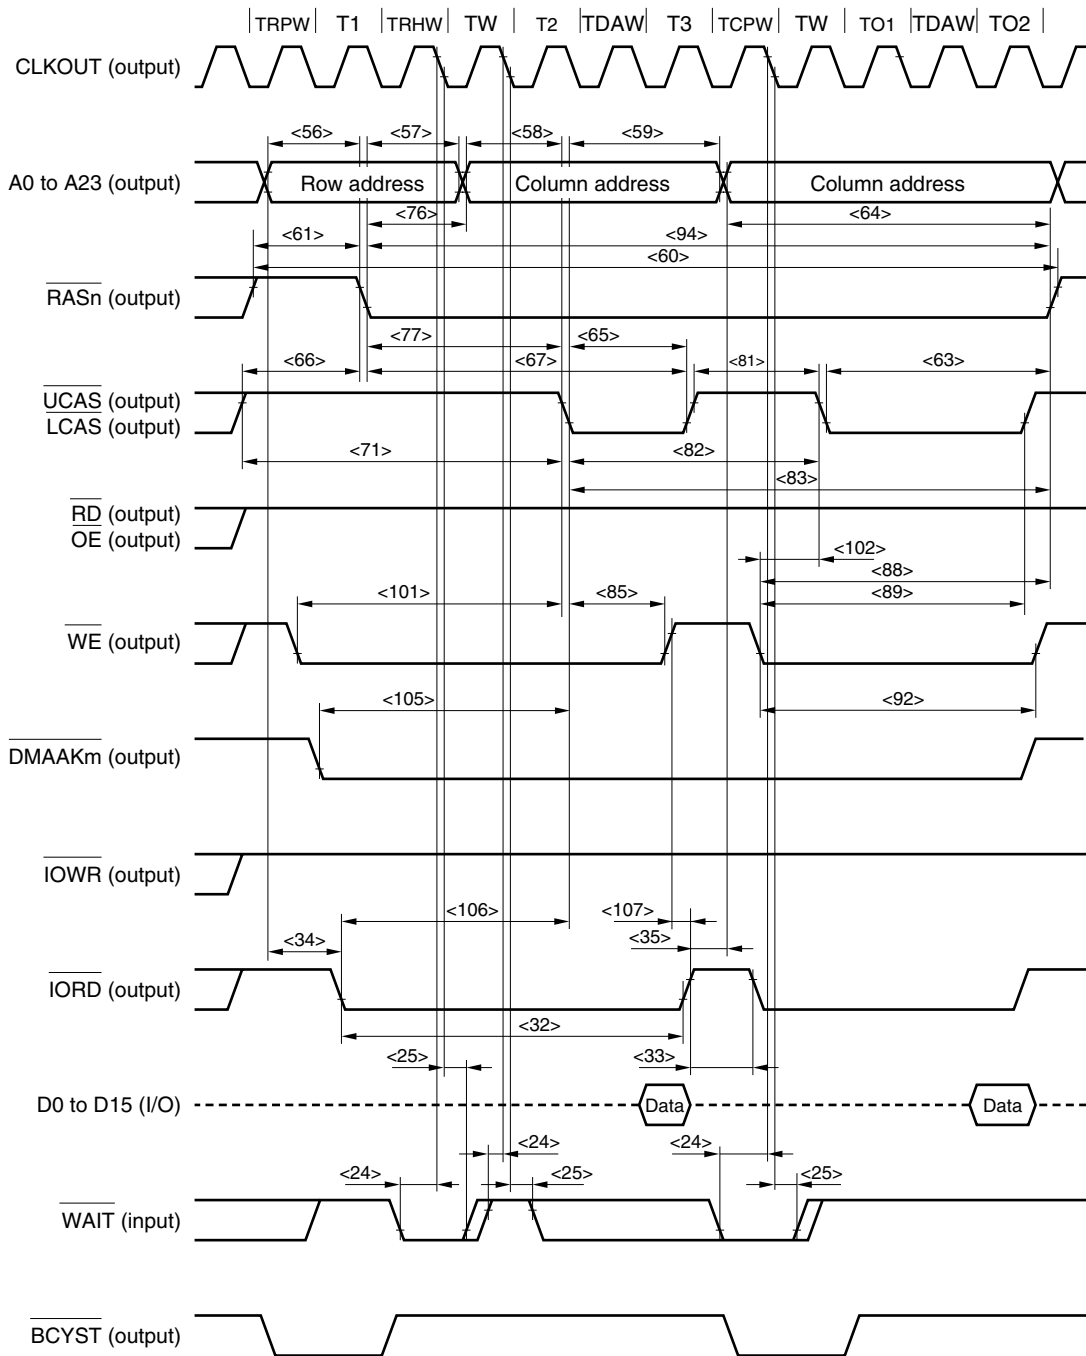 TRPW T1 TRHW TW T2 TDAW T3 TCPW TW TO1 TDAW TO2
CLKOUT (output)
<56> <57> <58> <59>
A0 to A23 (output) Row address Column address Column address
<76> <64>
<61> <94>
<60>
RASn (output)
<77> <65>
<66> <67> <81> <63>
UCAS (output)
LCAS (output)
<71> <82>
<83>
RD (output)
OE (output)
<102>
<88>
<101> <85> <89>
WE (output)
<105> <92>
DMAAKm (output)
IOWR (output)
<106> <107>
<34> <35>
IORD (output)
<32>
<25> <33>
D0 to D15 (I/O) Data Data
<24> <24>
<24> <25> <25>
WAIT (input)
BCYST (output)